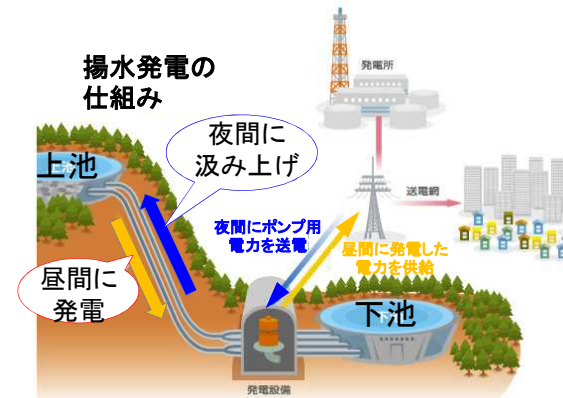 揚水発電の
仕組み
発電所
夜間に
汲み上げ
上池
送電網
夜間にポンプ用
電力を送電
昼間に発電した
電力を供給
昼間に
発電
下池
発電設備